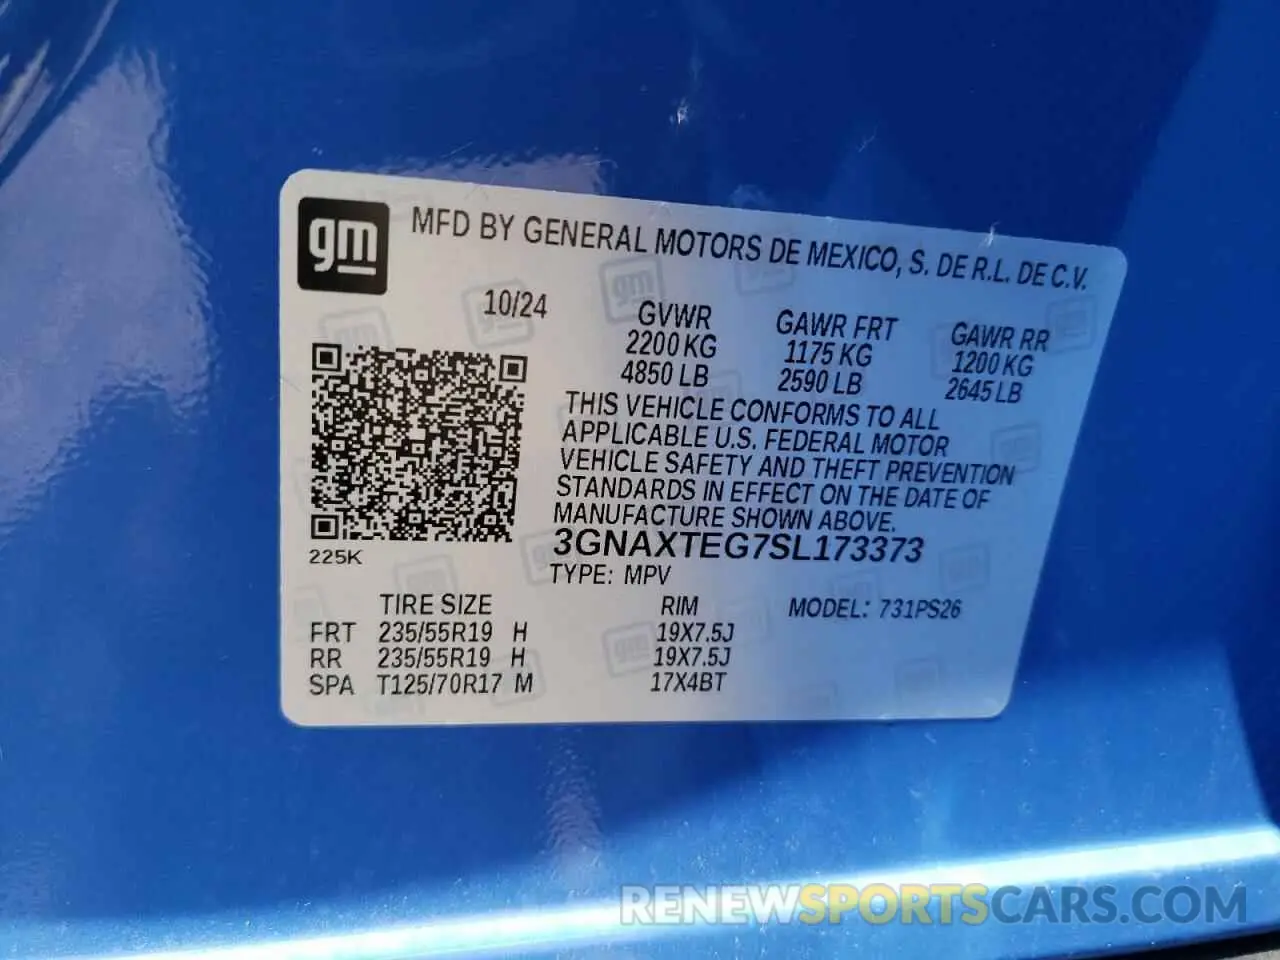 gm
MFD BY GENERAL MOTORS DE MEXICO, S. DE R.L. DE C.V.
10/24
GVWR GAWR FRT GAWR RR
2200 KG 1175 KG 1200 KG
4850 LB 2590 LB 2645 LB
THIS VEHICLE CONFORMS TO ALL
APPLICABLE U.S. FEDERAL MOTOR
VEHICLE SAFETY AND THEFT PREVENTION
STANDARDS IN EFFECT ON THE DATE OF
MANUFACTURE SHOWN ABOVE.
225K
3GNAXTEG7SL173373
TYPE: MPV
TIRE SIZE RIM MODEL: 731PS26
FRT 235/55R19 H 19X7.5J
RR 235/55R19 H 19X7.5J
SPA T125/70R17 M 17X4BT
RENEWSPORTSCARS.COM